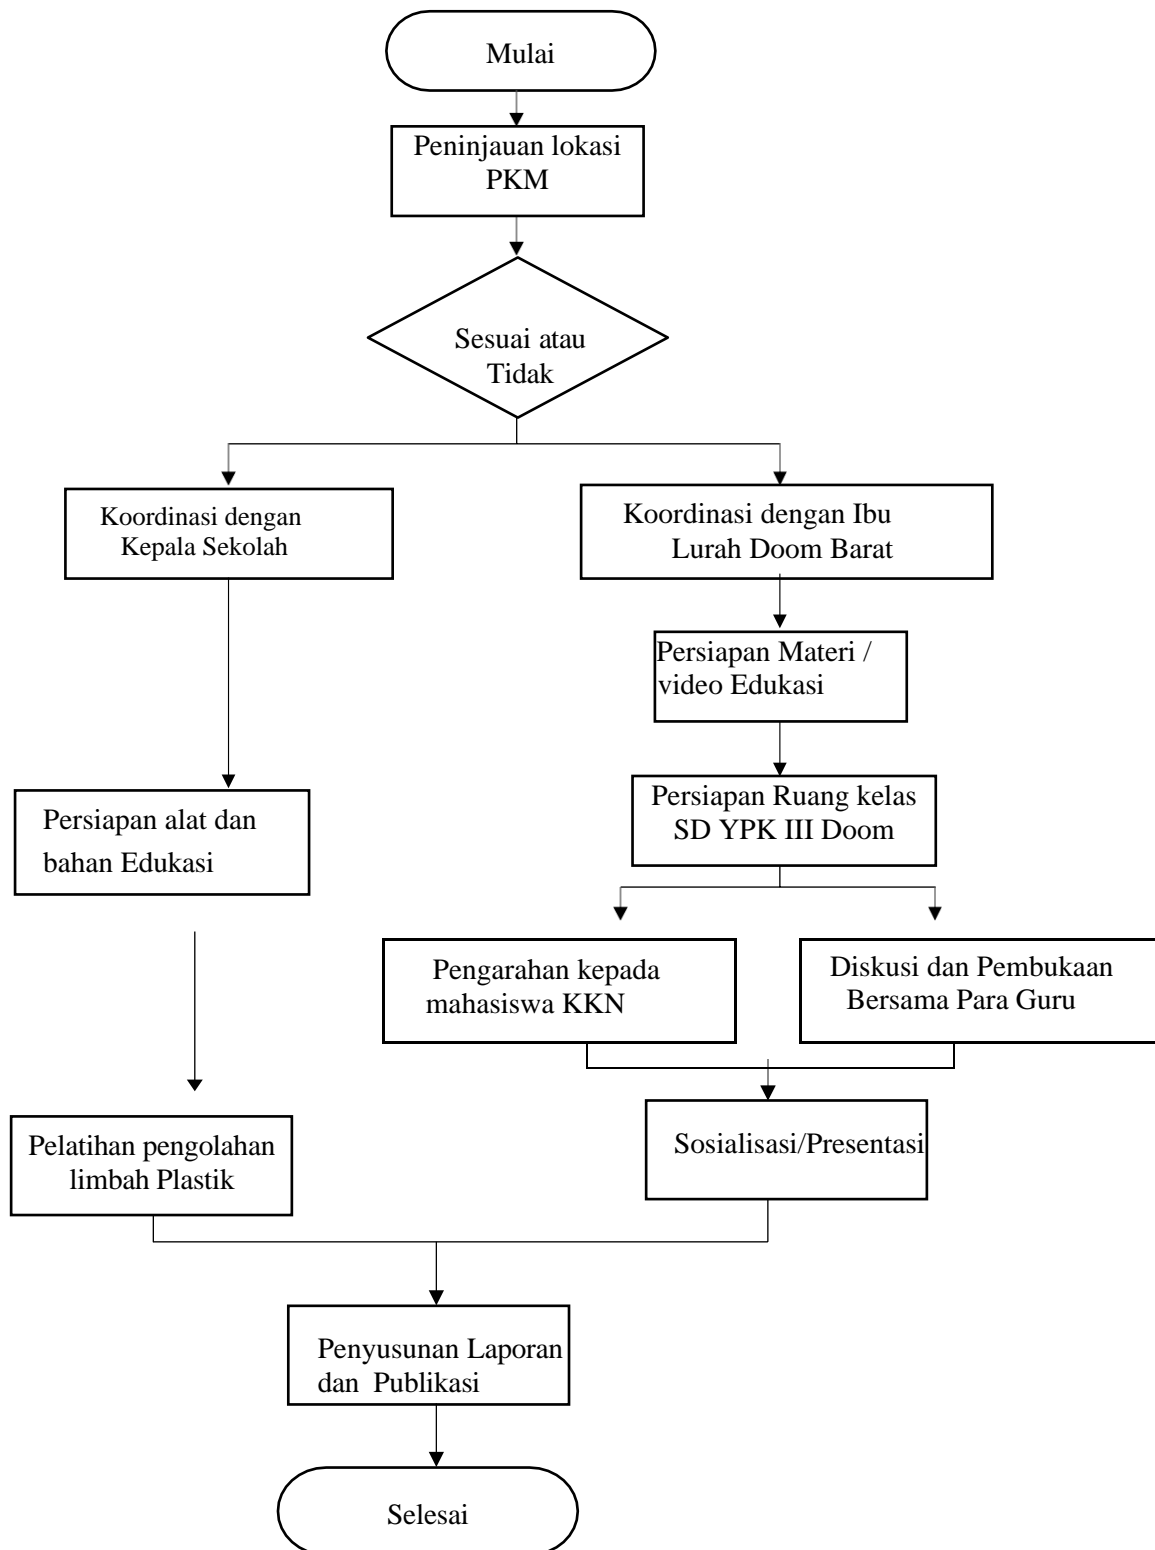 Mulai
Peninjauan lokasi
PKM
Sesuai atau
Tidak
Koordinasi dengan
Kepala Sekolah
Koordinasi dengan Ibu
Lurah Doom Barat
Persiapan Materi /
video Edukasi
Persiapan Ruang kelas
SD YPK III Doom
Persiapan alat dan
bahan Edukasi
Pengarahan kepada
mahasiswa KKN
Diskusi dan Pembukaan
Bersama Para Guru
Pelatihan pengolahan
limbah Plastik
Sosialisasi/Presentasi
Penyusunan Laporan
dan Publikasi
Selesai